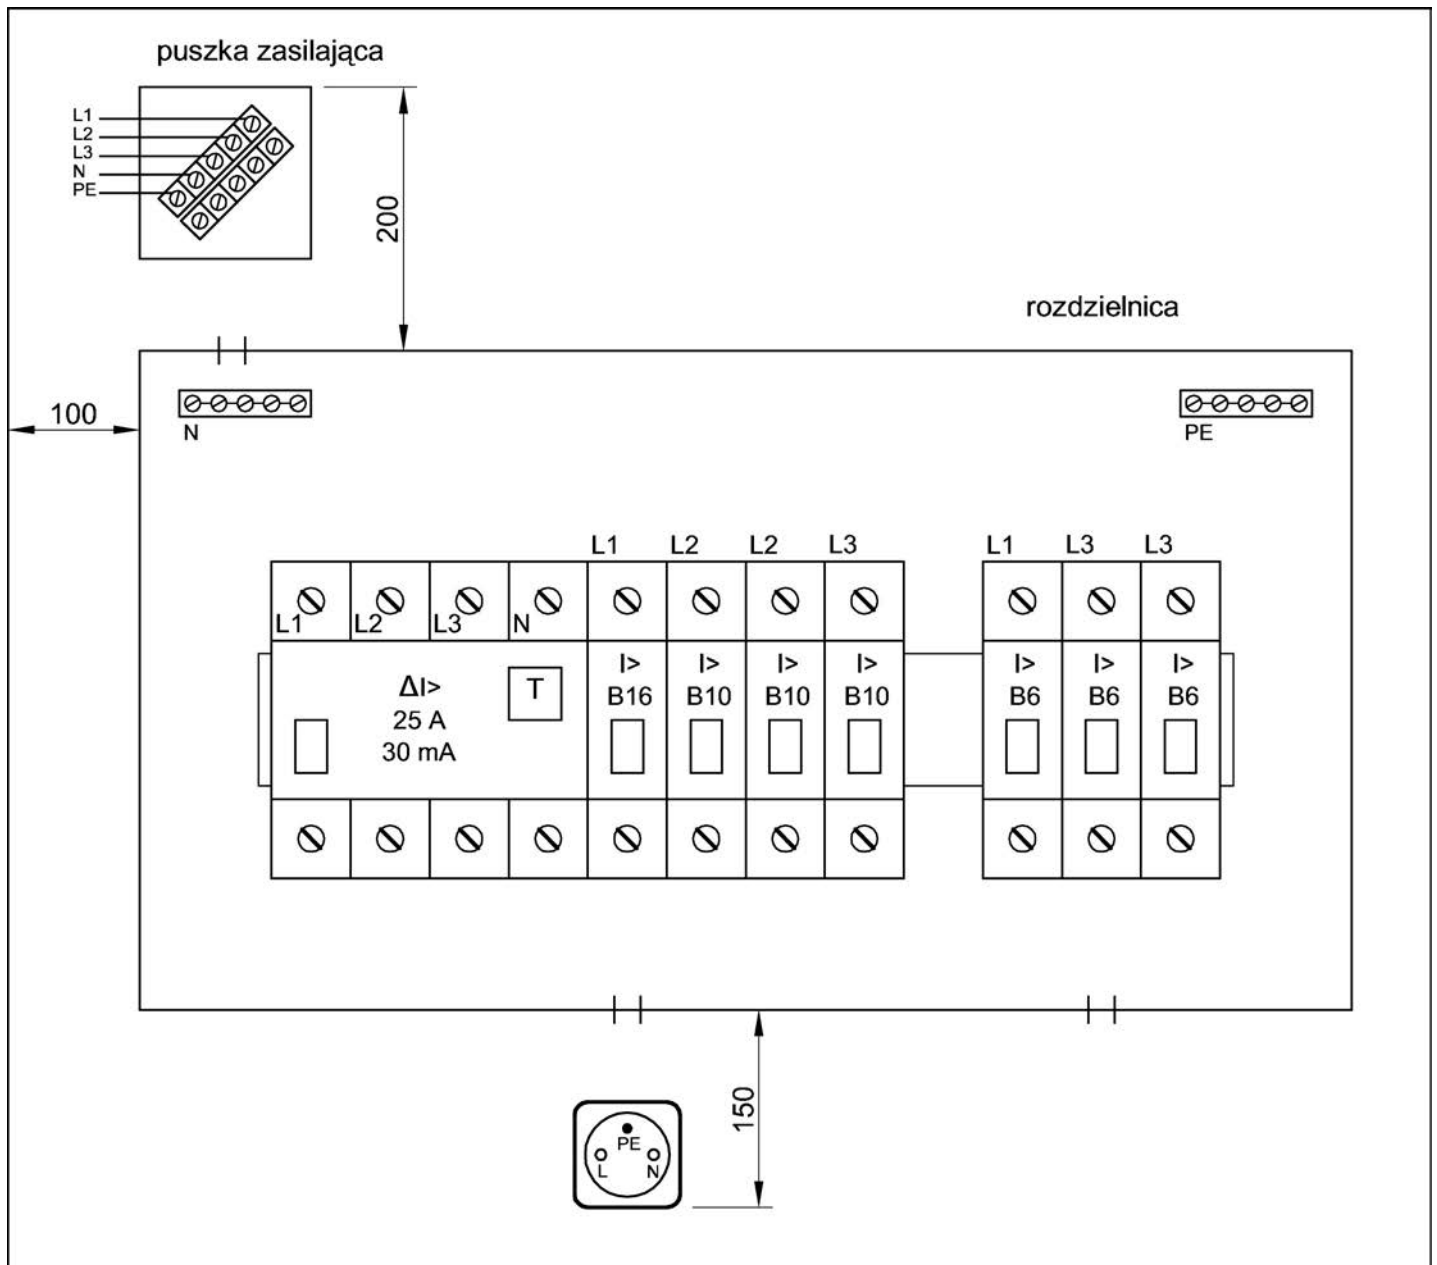 puszka zasilająca
L1
L2
L3
N
PE
200
rozdzielnica
100
N
PE
L1 L2 L2 L3 L1 L3 L3
L1 L2 L3 N
I> I> I> I> I> I> I>
ΔI> T B16 B10 B10 B10 B6 B6 B6
25 A
30 mA
150
PE
L N